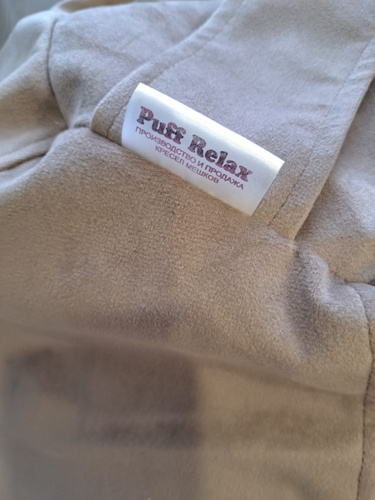 Puff Relax
ПРОИЗВОДСТВО И ПРОДАЖА
КРЕСЕЛ МЕШКОВ